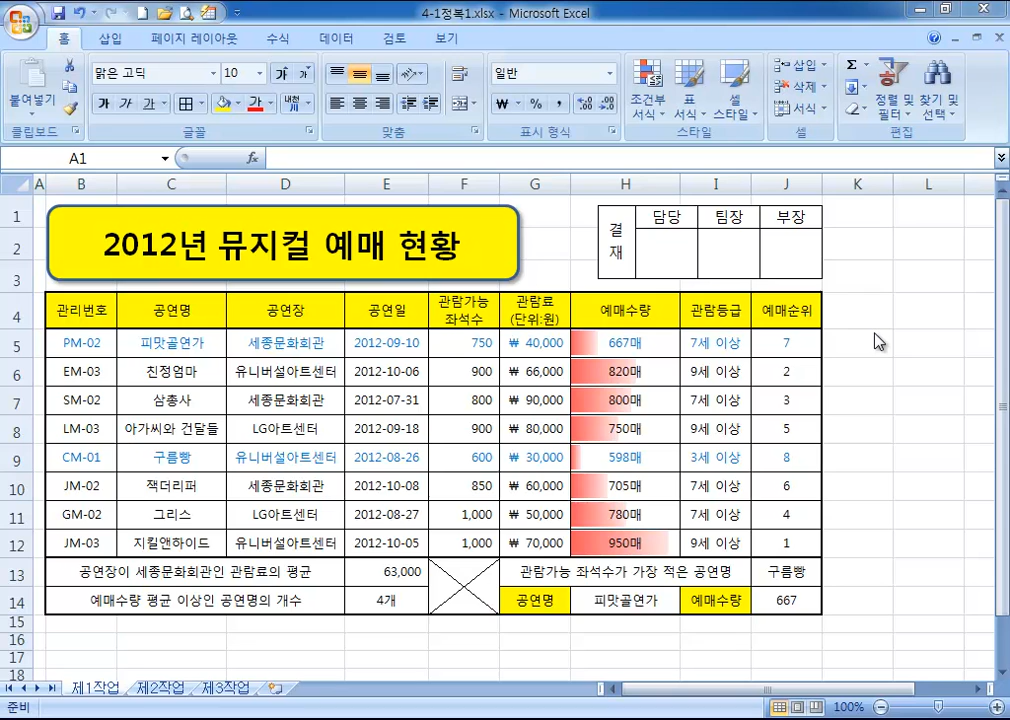 4-1정복1.xlsx - Microsoft Excel
홈 삽입 페이지 레이아웃 수식 데이터 검토 보기
붙여넣기
클립보드
맑은 고딕 10
가 가 가 내천
글꼴
맞춤
일반
₩ % ,
표시 형식
조건부 서식
표 서식
셀 스타일
스타일
삽입
삭제
서식
셀
Σ
정렬 및 필터
찾기 및 선택
편집
A1 fx
A B C D E F G H I J K L
1 담당 팀장 부장
2 2012년 뮤지컬 예매 현황 결재
3
4 관리번호 공연명 공연장 공연일 관람가능 좌석수 관람료 (단위:원) 예매수량 관람등급 예매순위
5 PM-02 피맛골연가 세종문화회관 2012-09-10 750 ₩ 40,000 667매 7세 이상 7
6 EM-03 친정엄마 유니버설아트센터 2012-10-06 900 ₩ 66,000 820매 9세 이상 2
7 SM-02 삼총사 세종문화회관 2012-07-31 800 ₩ 90,000 800매 7세 이상 3
8 LM-03 아가씨와 건달들 LG아트센터 2012-09-18 900 ₩ 80,000 750매 9세 이상 5
9 CM-01 구름빵 유니버설아트센터 2012-08-26 600 ₩ 30,000 598매 3세 이상 8
10 JM-02 잭더리퍼 세종문화회관 2012-10-08 850 ₩ 60,000 705매 7세 이상 6
11 GM-02 그리스 LG아트센터 2012-08-27 1,000 ₩ 50,000 780매 7세 이상 4
12 JM-03 지킬앤하이드 유니버설아트센터 2012-10-05 1,000 ₩ 70,000 950매 9세 이상 1
13 공연장이 세종문화회관인 관람료의 평균 63,000 관람가능 좌석수가 가장 적은 공연명 구름빵
14 예매수량 평균 이상인 공연명의 개수 4개 공연명 피맛골연가 예매수량 667
15
16
17
18
제1작업 제2작업 제3작업
준비 100%